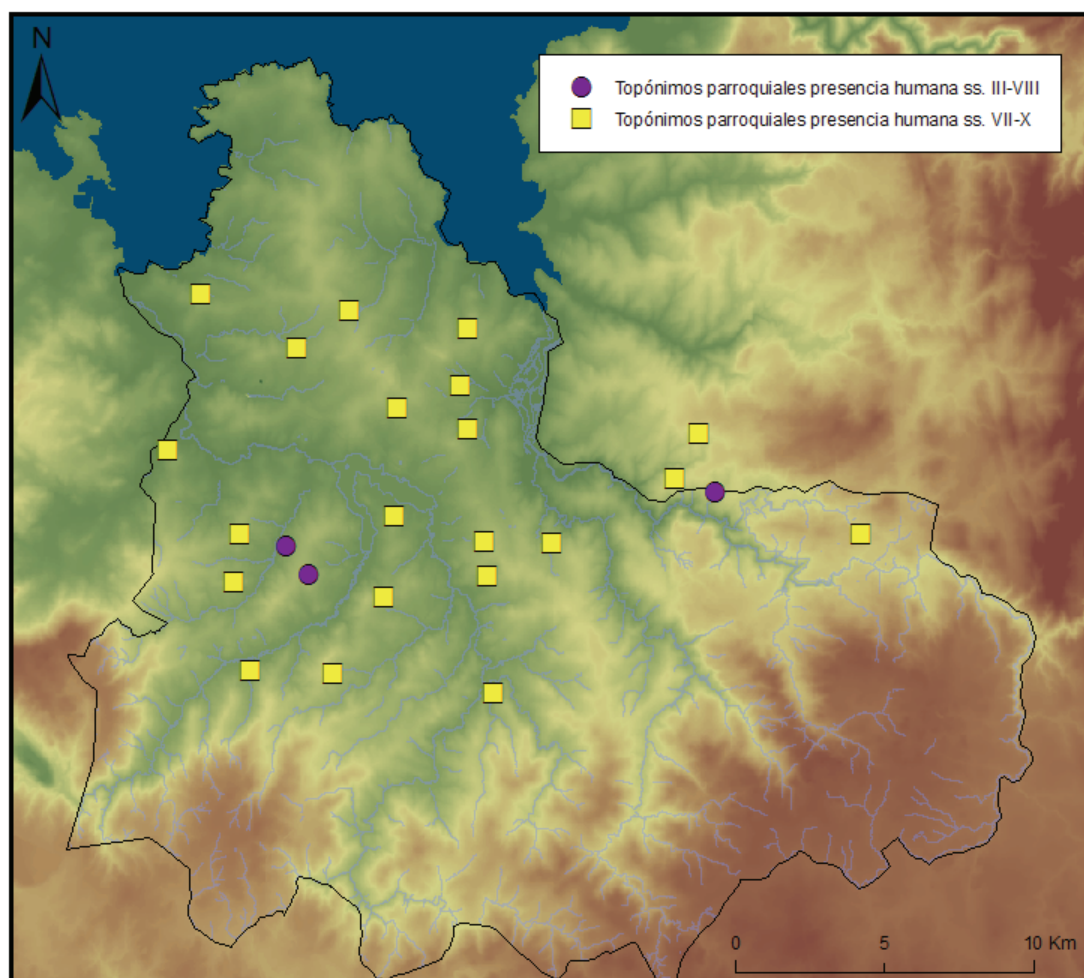 N
Topónimos parroquiales presencia humana ss. III-VIII
Topónimos parroquiales presencia humana ss. VII-X
0 5 10 Km